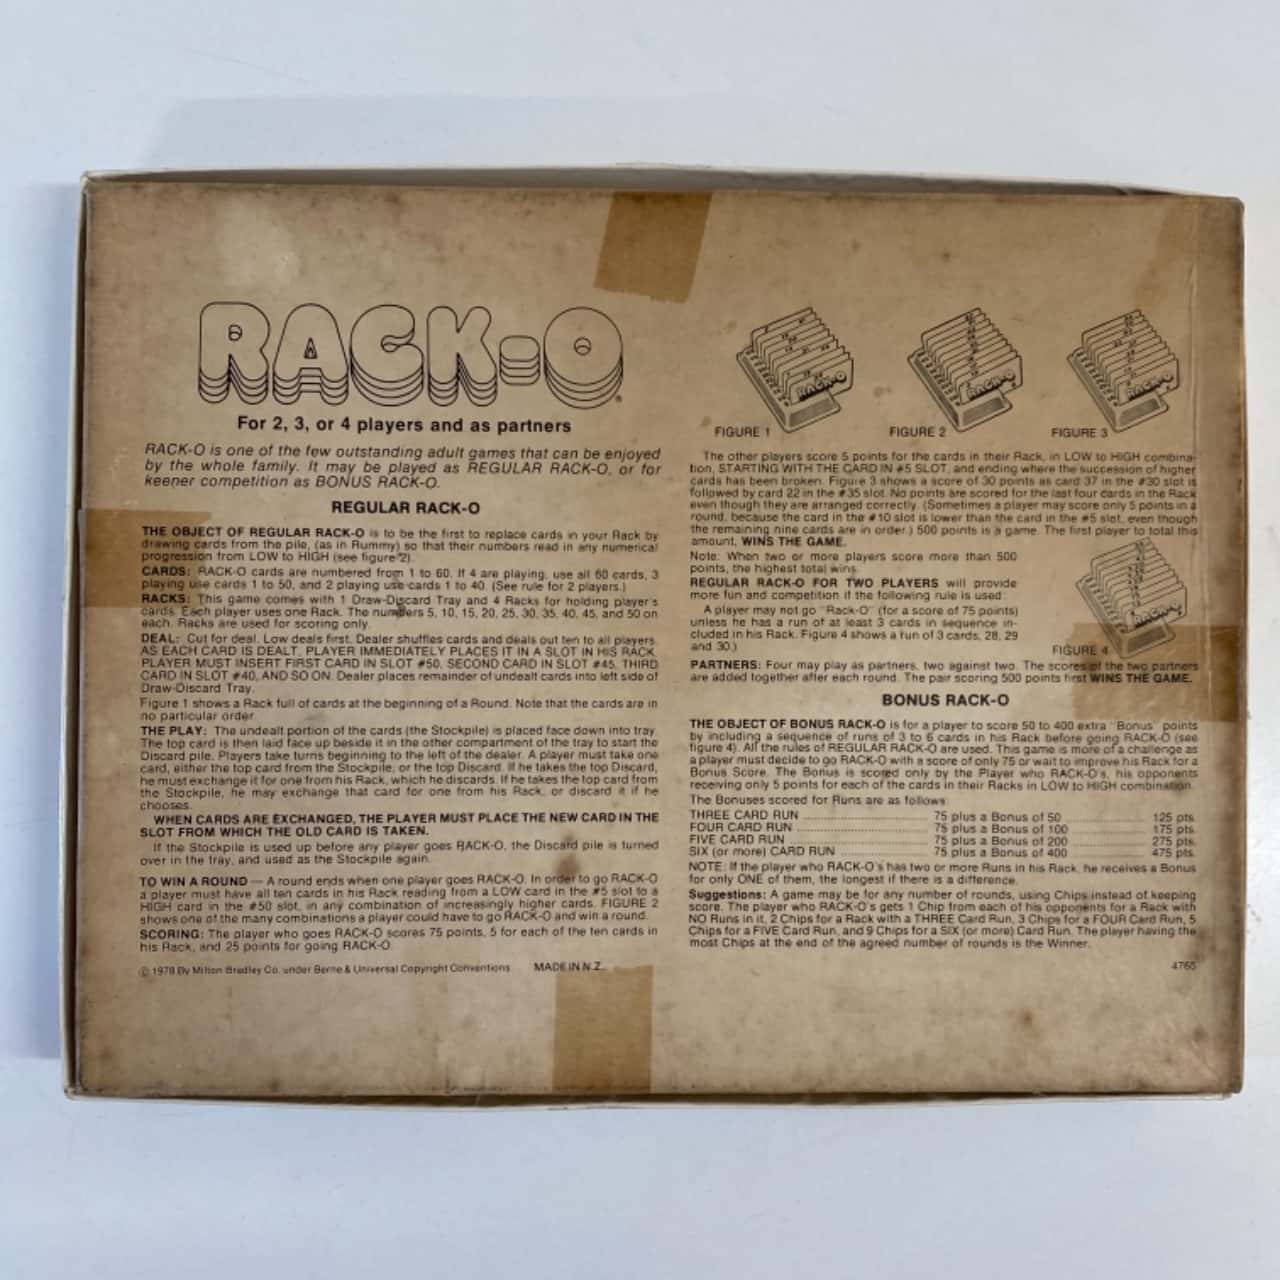 RACK-O®
For 2, 3, or 4 players and as partners
RACK-O is one of the few outstanding adult games that can be enjoyed
by the whole family. It may be played as REGULAR RACK-O, or for
keener competition as BONUS RACK-O.
REGULAR RACK-O
THE OBJECT OF REGULAR RACK-O is to be the first to replace cards in your Rack by
drawing cards from the pile, (as in Rummy) so that their numbers read in any numerical
progression from LOW to HIGH (see figure 2).
CARDS: RACK-O cards are numbered from 1 to 60. If 4 are playing, use all 60 cards, 3
playing use cards 1 to 50, and 2 playing use cards 1 to 40. (See rule for 2 players.)
RACKS: This game comes with 1 Draw-Discard Tray and 4 Racks for holding player's
cards. Each player uses one Rack. The numbers 5, 10, 15, 20, 25, 30, 35, 40, 45, and 50 on
each. Racks are used for scoring only.
DEAL: Cut for deal. Low deals first. Dealer shuffles cards and deals out ten to all players.
AS EACH CARD IS DEALT, PLAYER IMMEDIATELY PLACES IT IN A SLOT IN HIS RACK.
PLAYER MUST INSERT FIRST CARD IN SLOT #50, SECOND CARD IN SLOT #45, THIRD
CARD IN SLOT #40, AND SO ON. Dealer places remainder of undealt cards into left side of
Draw-Discard Tray.
Figure 1 shows a Rack full of cards at the beginning of a Round. Note that the cards are in
no particular order.
THE PLAY: The undealt portion of the cards (the Stockpile) is placed face down into tray.
The top card is then laid face up beside it in the other compartment of the tray to start the
Discard pile. Players take turns beginning to the left of the dealer. A player must take one
card, either the top card from the Stockpile, or the top Discard. If he takes the top Discard,
he must exchange it for one from his Rack, which he discards. If he takes the top card from
the Stockpile, he may exchange that card for one from his Rack, or discard it if he
chooses.
WHEN CARDS ARE EXCHANGED, THE PLAYER MUST PLACE THE NEW CARD IN THE
SLOT FROM WHICH THE OLD CARD IS TAKEN.
If the Stockpile is used up before any player goes RACK-O, the Discard pile is turned
over in the tray, and used as the Stockpile again.
TO WIN A ROUND — A round ends when one player goes RACK-O. In order to go RACK-O
a player must have all ten cards in his Rack reading from a LOW card in the #5 slot to a
HIGH card in the #50 slot, in any combination of increasingly higher cards. FIGURE 2
shows one of the many combinations a player could have to go RACK-O and win a round.
SCORING: The player who goes RACK-O scores 75 points, 5 for each of the ten cards in
his Rack, and 25 points for going RACK-O.
© 1978 By Milton Bradley Co. under Berne & Universal Copyright Conventions MADE IN N.Z.
RACK-O RACK-O RACK-O
FIGURE 1 FIGURE 2 FIGURE 3
The other players score 5 points for the cards in their Rack, in LOW to HIGH combina-
tion, STARTING WITH THE CARD IN #5 SLOT, and ending where the succession of higher
cards has been broken. Figure 3 shows a score of 30 points as card 37 in the #30 slot is
followed by card 22 in the #35 slot. No points are scored for the last four cards in the Rack
even though they are arranged correctly. (Sometimes a player may score only 5 points in a
round, because the card in the #10 slot is lower than the card in the #5 slot, even though
the remaining nine cards are in order.) 500 points is a game. The first player to total this
amount, WINS THE GAME.
Note: When two or more players score more than 500
points, the highest total wins.
REGULAR RACK-O FOR TWO PLAYERS will provide
more fun and competition if the following rule is used:
A player may not go "Rack-O" (for a score of 75 points)
unless he has a run of at least 3 cards in sequence in-
cluded in his Rack. Figure 4 shows a run of 3 cards, 28, 29
and 30.)
RACK-O
FIGURE 4
PARTNERS: Four may play as partners, two against two. The scores of the two partners
are added together after each round. The pair scoring 500 points first WINS THE GAME.
BONUS RACK-O
THE OBJECT OF BONUS RACK-O is for a player to score 50 to 400 extra "Bonus" points
by including a sequence of runs of 3 to 6 cards in his Rack before going RACK-O (see
figure 4). All the rules of REGULAR RACK-O are used. This game is more of a challenge as
a player must decide to go RACK-O with a score of only 75 or wait to improve his Rack for a
Bonus Score. The Bonus is scored only by the Player who RACK-O's, his opponents
receiving only 5 points for each of the cards in their Racks in LOW to HIGH combination.
The Bonuses scored for Runs are as follows:
THREE CARD RUN 75 plus a Bonus of 50 125 pts.
FOUR CARD RUN 75 plus a Bonus of 100 175 pts.
FIVE CARD RUN 75 plus a Bonus of 200 275 pts.
SIX (or more) CARD RUN 75 plus a Bonus of 400 475 pts.
NOTE: If the player who RACK-O's has two or more Runs in his Rack, he receives a Bonus
for only ONE of them, the longest if there is a difference.
Suggestions: A game may be for any number of rounds, using Chips instead of keeping
score. The player who RACK-O's gets 1 Chip from each of his opponents for a Rack with
NO Runs in it, 2 Chips for a Rack with a THREE Card Run, 3 Chips for a FOUR Card Run, 5
Chips for a FIVE Card Run, and 9 Chips for a SIX (or more) Card Run. The player having the
most Chips at the end of the agreed number of rounds is the Winner.
4765